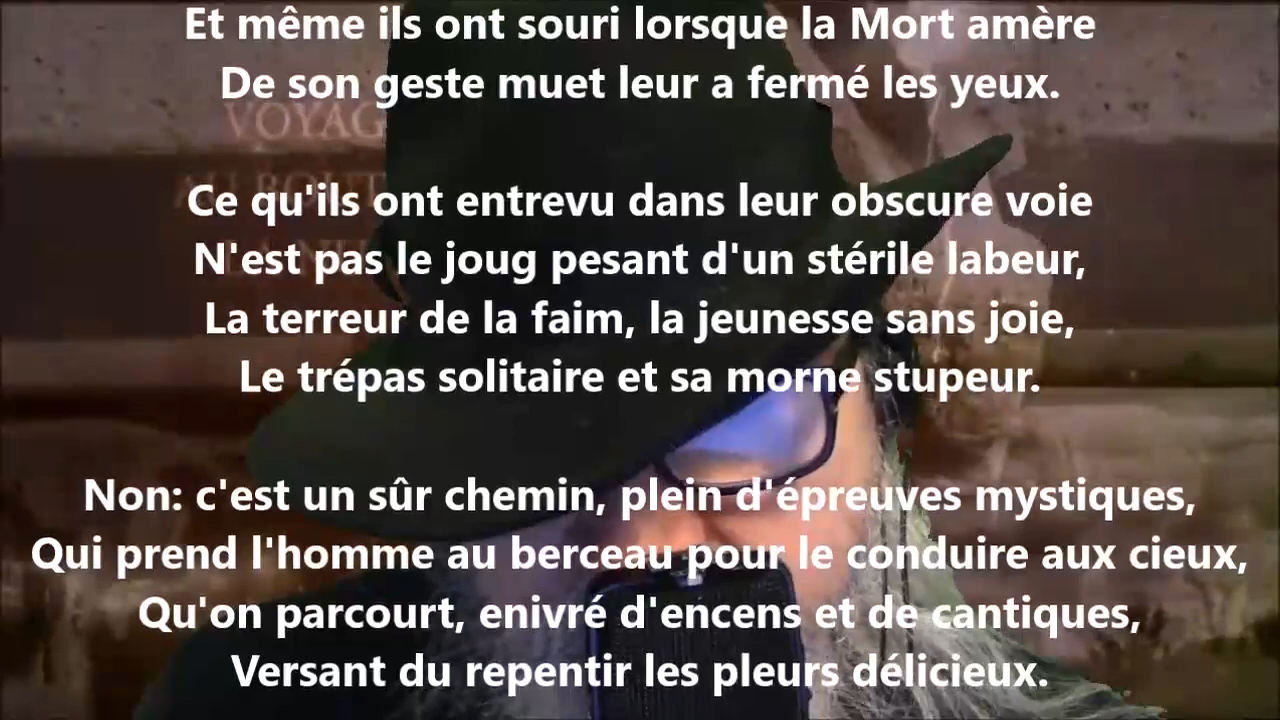 Et même ils ont souri lorsque la Mort amère
De son geste muet leur a fermé les yeux.
VOYAG
AU BOUT
Ce qu'ils ont entrevu dans leur obscure voie
N'est pas le joug pesant d'un stérile labeur,
La terreur de la faim, la jeunesse sans joie,
Le trépas solitaire et sa morne stupeur.
Non: c'est un sûr chemin, plein d'épreuves mystiques,
Qui prend l'homme au berceau pour le conduire aux cieux,
Qu'on parcourt, enivré d'encens et de cantiques,
Versant du repentir les pleurs délicieux.